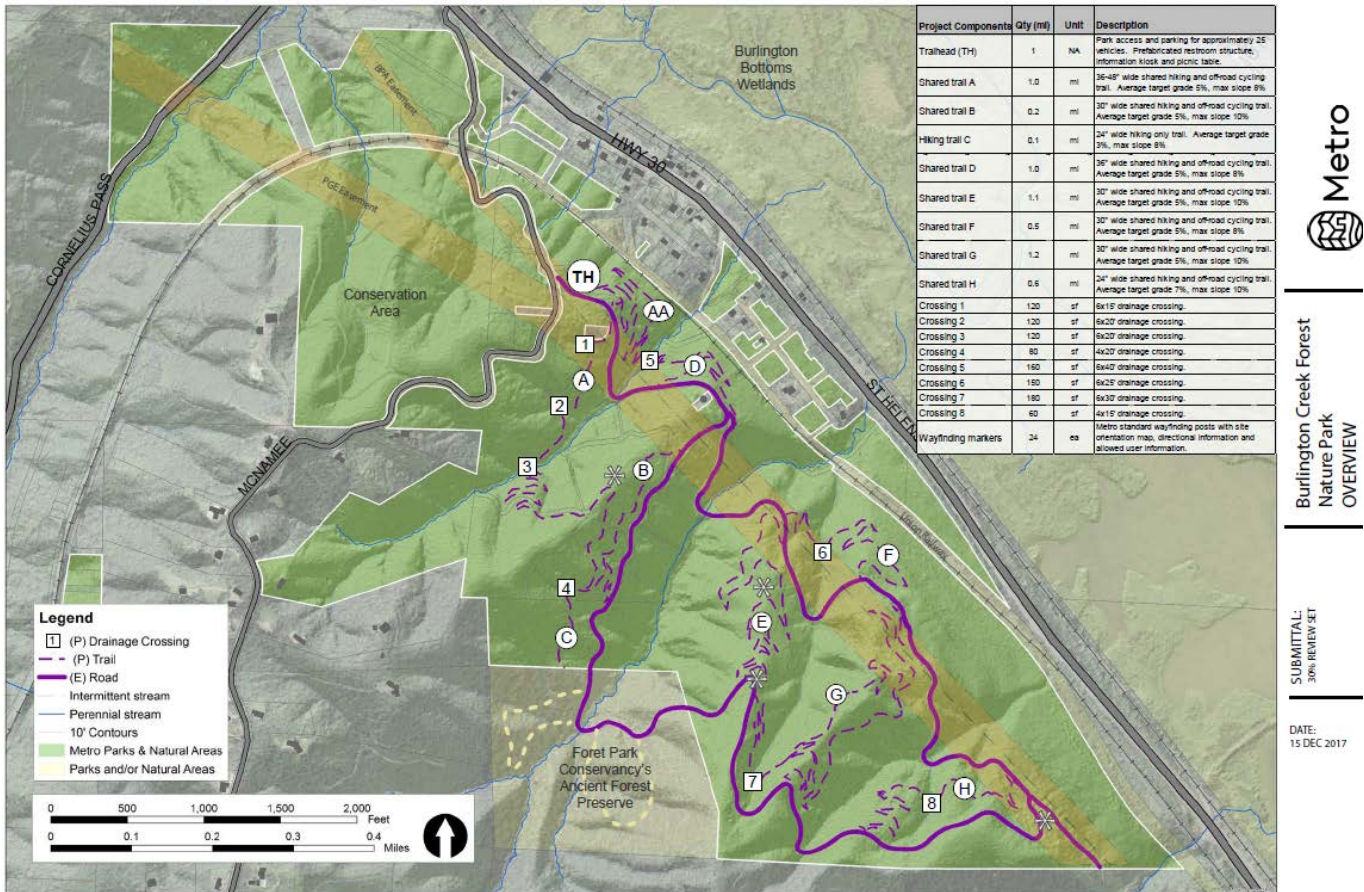 Project Components Qty (mi) Unit Description
Trailhead (TH) 1 NA Park access and parking for approximately 25
vehicles. Prefabricated restroom structure,
information kiosk and picnic table.
Shared trail A 1.0 mi 36-48" wide shared hiking and off-road cycling
trail. Average target grade 5%, max slope 8%
Shared trail B 0.2 mi 30" wide shared hiking and off-road cycling trail.
Average target grade 5%, max slope 10%
Hiking trail C 0.1 mi 24" wide hiking only trail. Average target grade
3%, max slope 8%
Shared trail D 1.0 mi 36" wide shared hiking and off-road cycling trail.
Average target grade 5%, max slope 8%
Shared trail E 1.1 mi 30" wide shared hiking and off-road cycling trail.
Average target grade 5%, max slope 10%
Shared trail F 0.5 mi 30" wide shared hiking and off-road cycling trail.
Average target grade 5%, max slope 8%
Shared trail G 1.2 mi 30" wide shared hiking and off-road cycling trail.
Average target grade 5%, max slope 10%
Shared trail H 0.6 mi 24" wide shared hiking and off-road cycling trail.
Average target grade 7%, max slope 10%
Crossing 1 120 sf 6x15' drainage crossing.
Crossing 2 120 sf 6x20' drainage crossing.
Crossing 3 120 sf 6x20' drainage crossing.
Crossing 4 80 sf 4x20' drainage crossing.
Crossing 5 160 sf 6x40' drainage crossing.
Crossing 6 150 sf 6x25' drainage crossing.
Crossing 7 180 sf 6x30' drainage crossing.
Crossing 8 60 sf 4x15' drainage crossing.
Wayfinding markers 24 ea Metro standard wayfinding posts with site
orientation map, directional information and
allowed user information.
Metro
Burlington Creek Forest
Nature Park
OVERVIEW
SUBMITTAL:
30% REVIEW SET
DATE:
15 DEC 2017
Burlington
Bottoms
Wetlands
BPA Easement
HWY 30
PGE Easement
CORNELIUS PASS
Conservation
Area
TH
AA
1
5
D
A
2
ST HELEN
MCNAMEE
3
B
Union Railway
6
F
4
E
C
G
Foret Park
Conservancy's
Ancient Forest
Preserve
7
8
H
Legend
1 (P) Drainage Crossing
(P) Trail
(E) Road
Intermittent stream
Perennial stream
10' Contours
Metro Parks & Natural Areas
Parks and/or Natural Areas
0 500 1,000 1,500 2,000
Feet
0 0.1 0.2 0.3 0.4
Miles